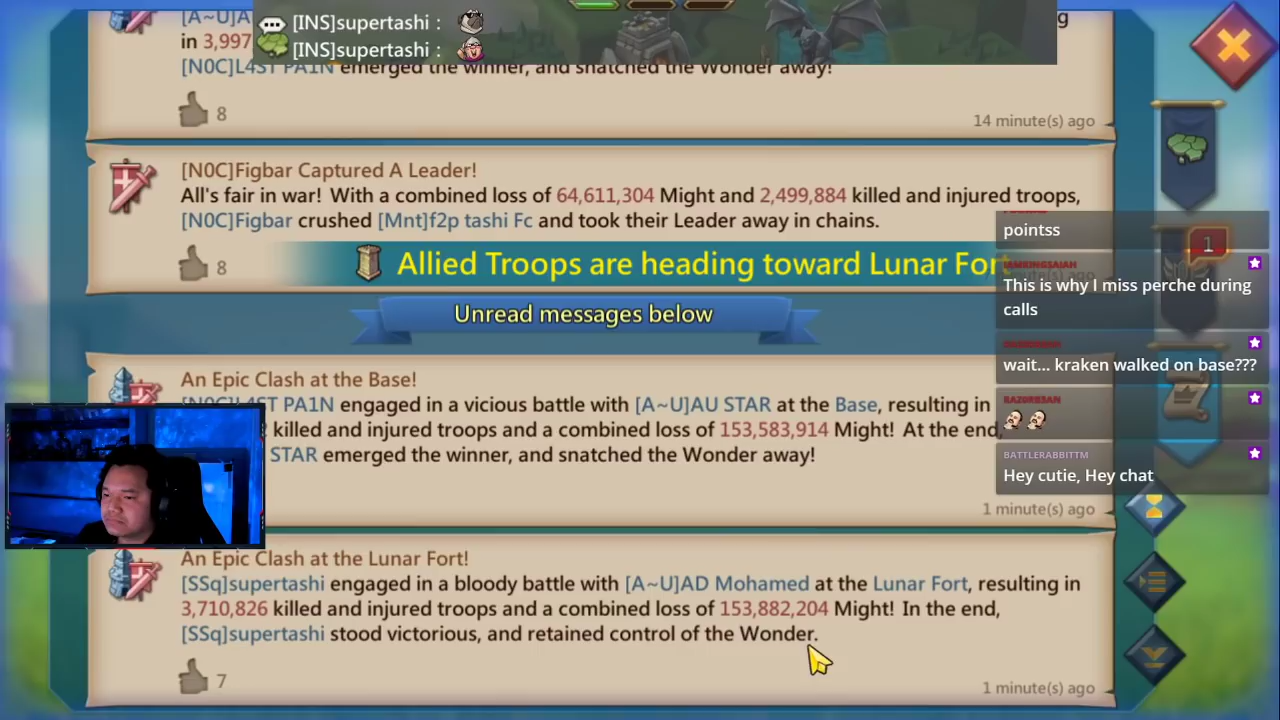 [A~U]A
[INS]supertashi :
[INS]supertashi :
in 3,997
[N0C]L4ST PA1N emerged the winner, and snatched the Wonder away!
8
14 minute(s) ago
[N0C]Figbar Captured A Leader!
All's fair in war! With a combined loss of 64,611,304 Might and 2,499,884 killed and injured troops,
[N0C]Figbar crushed [Mnt]f2p tashi Fc and took their Leader away in chains.
8
Allied Troops are heading toward Lunar Fort
Unread messages below
1
pointss
IAMKINGSAIAH
This is why I miss perche during
calls
wait... kraken walked on base???
BATTLERABBITTM
Hey cutie, Hey chat
An Epic Clash at the Base!
[N0C]L4ST PA1N engaged in a vicious battle with [A~U]AU STAR at the Base, resulting in
killed and injured troops and a combined loss of 153,583,914 Might! At the end,
STAR emerged the winner, and snatched the Wonder away!
1 minute(s) ago
An Epic Clash at the Lunar Fort!
[SSq]supertashi engaged in a bloody battle with [A~U]AD Mohamed at the Lunar Fort, resulting in
3,710,826 killed and injured troops and a combined loss of 153,882,204 Might! In the end,
[SSq]supertashi stood victorious, and retained control of the Wonder.
7
1 minute(s) ago